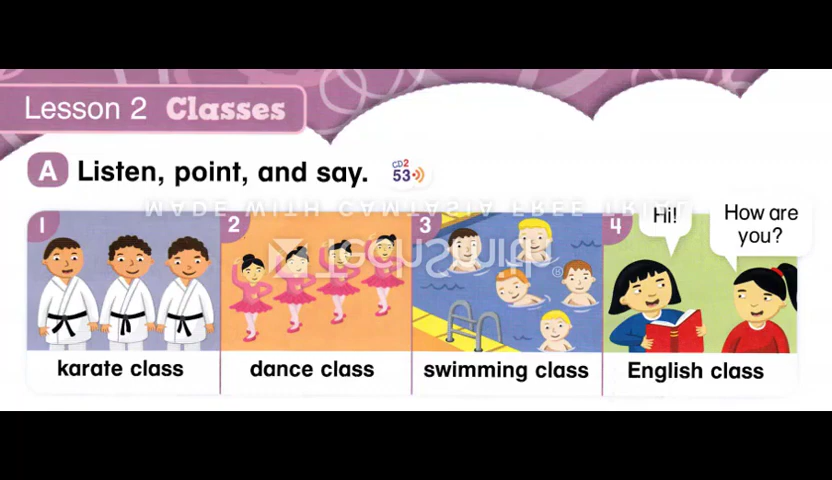 Lesson 2 Classes
A Listen, point, and say. CD2 53
MADE WITH CAMTASIA FREE TRIAL
TechSmith®
1
2
3
4
Hi!
How are
you?
karate class
dance class
swimming class
English class